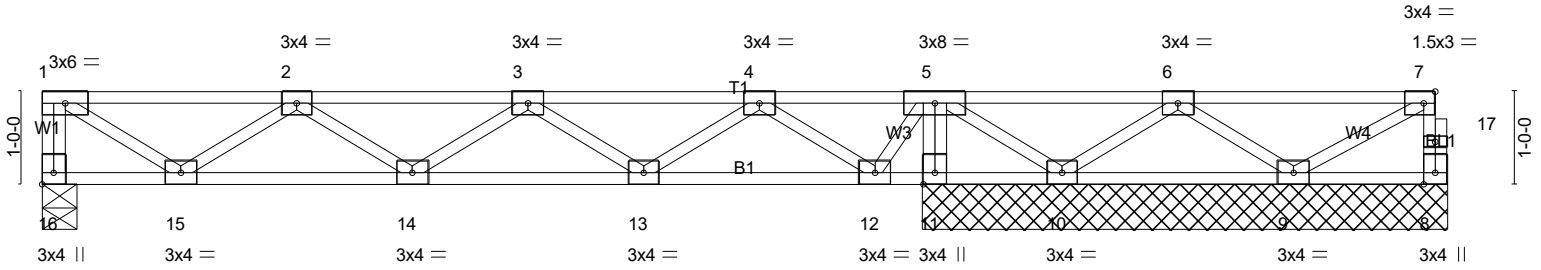 3x4 =
3x4 = 3x4 = 3x4 = 3x8 = 3x4 = 1.5x3 =
1 3x6 = 2 3 4 5 6 7
T1
1-0-0 W1 W3 W4 BL1 17 1-0-0
B1
16 15 14 13 12 11 10 9 8
3x4 || 3x4 = 3x4 = 3x4 = 3x4 = 3x4 || 3x4 = 3x4 = 3x4 ||